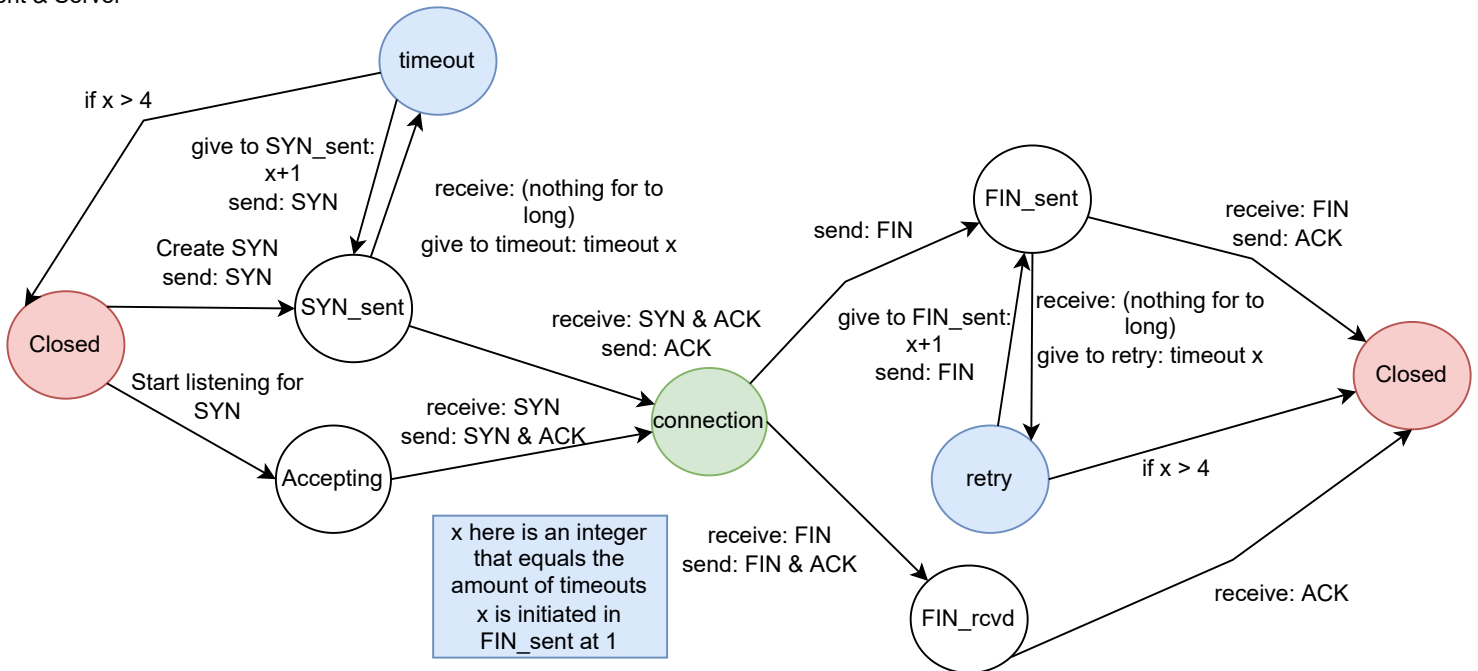 & Server
timeout
if x > 4
give to SYN_sent:
x+1
send: SYN
receive: (nothing for to
long)
give to timeout: timeout x
Create SYN
send: SYN
SYN_sent
Closed
Start listening for
SYN
Accepting
receive: SYN & ACK
send: ACK
receive: SYN
send: SYN & ACK
connection
send: FIN
FIN_sent
receive: FIN
send: ACK
give to FIN_sent:
x+1
send: FIN
receive: (nothing for to
long)
give to retry: timeout x
Closed
retry
if x > 4
receive: FIN
send: FIN & ACK
FIN_rcvd
receive: ACK
x here is an integer
that equals the
amount of timeouts
x is initiated in
FIN_sent at 1